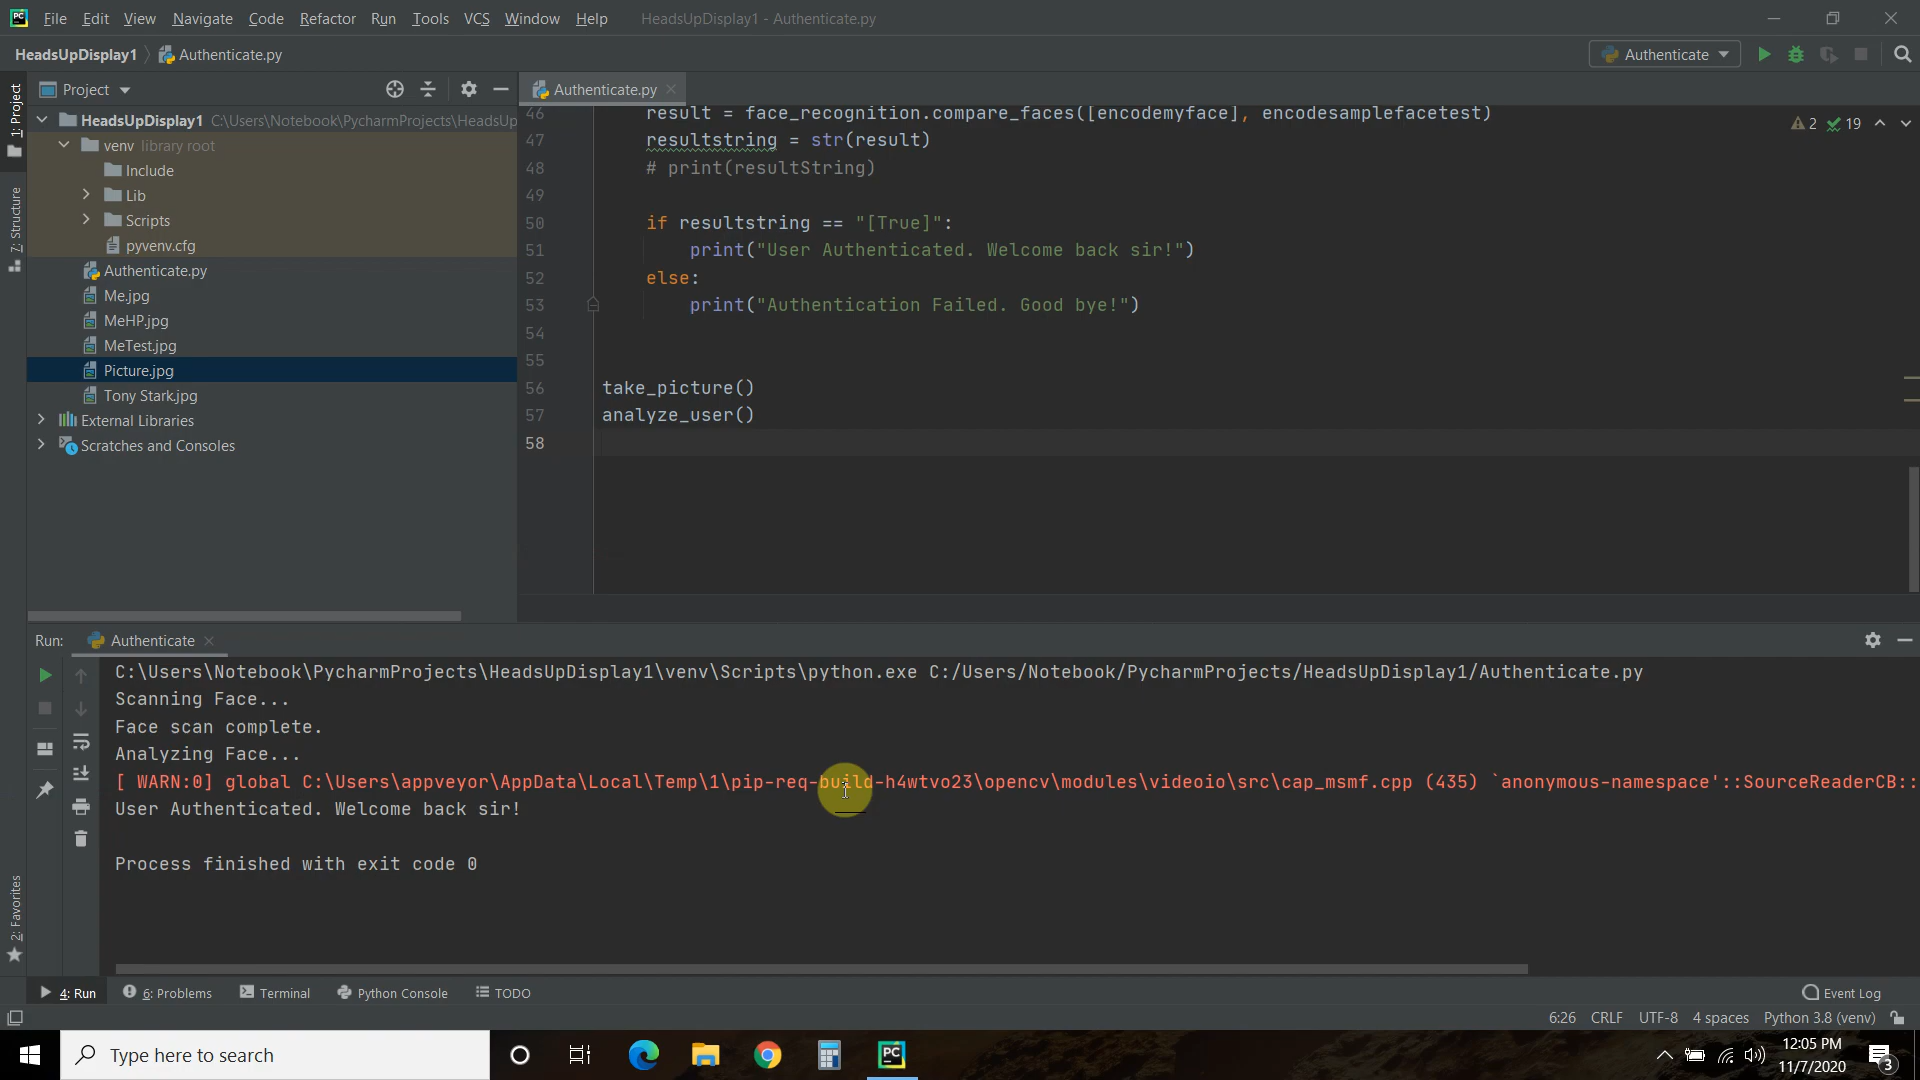 File Edit View Navigate Code Refactor Run Tools VCS Window Help HeadsUpDisplay1 - Authenticate.py
HeadsUpDisplay1 Authenticate.py Authenticate
1: Project
7: Structure
2: Favorites
Project
HeadsUpDisplay1 C:\Users\Notebook\PycharmProjects\HeadsUp
venv library root
Include
Lib
Scripts
pyvenv.cfg
Authenticate.py
Me.jpg
MeHP.jpg
MeTest.jpg
Picture.jpg
Tony Stark.jpg
External Libraries
Scratches and Consoles
Authenticate.py
2 19
46 result = face_recognition.compare_faces([encodemyface], encodesamplefacetest)
47 resultstring = str(result)
48 # print(resultString)
49
50 if resultstring == "[True]":
51 print("User Authenticated. Welcome back sir!")
52 else:
53 print("Authentication Failed. Good bye!")
54
55
56 take_picture()
57 analyze_user()
58
Run: Authenticate
C:\Users\Notebook\PycharmProjects\HeadsUpDisplay1\venv\Scripts\python.exe C:/Users/Notebook/PycharmProjects/HeadsUpDisplay1/Authenticate.py
Scanning Face...
Face scan complete.
Analyzing Face...
[ WARN:0] global C:\Users\appveyor\AppData\Local\Temp\1\pip-req-build-h4wtvo23\opencv\modules\videoio\src\cap_msmf.cpp (435) `anonymous-namespace'::SourceReaderCB::
User Authenticated. Welcome back sir!
Process finished with exit code 0
4: Run 6: Problems Terminal Python Console TODO Event Log
6:26 CRLF UTF-8 4 spaces Python 3.8 (venv)
Type here to search
PC
12:05 PM
11/7/2020
3